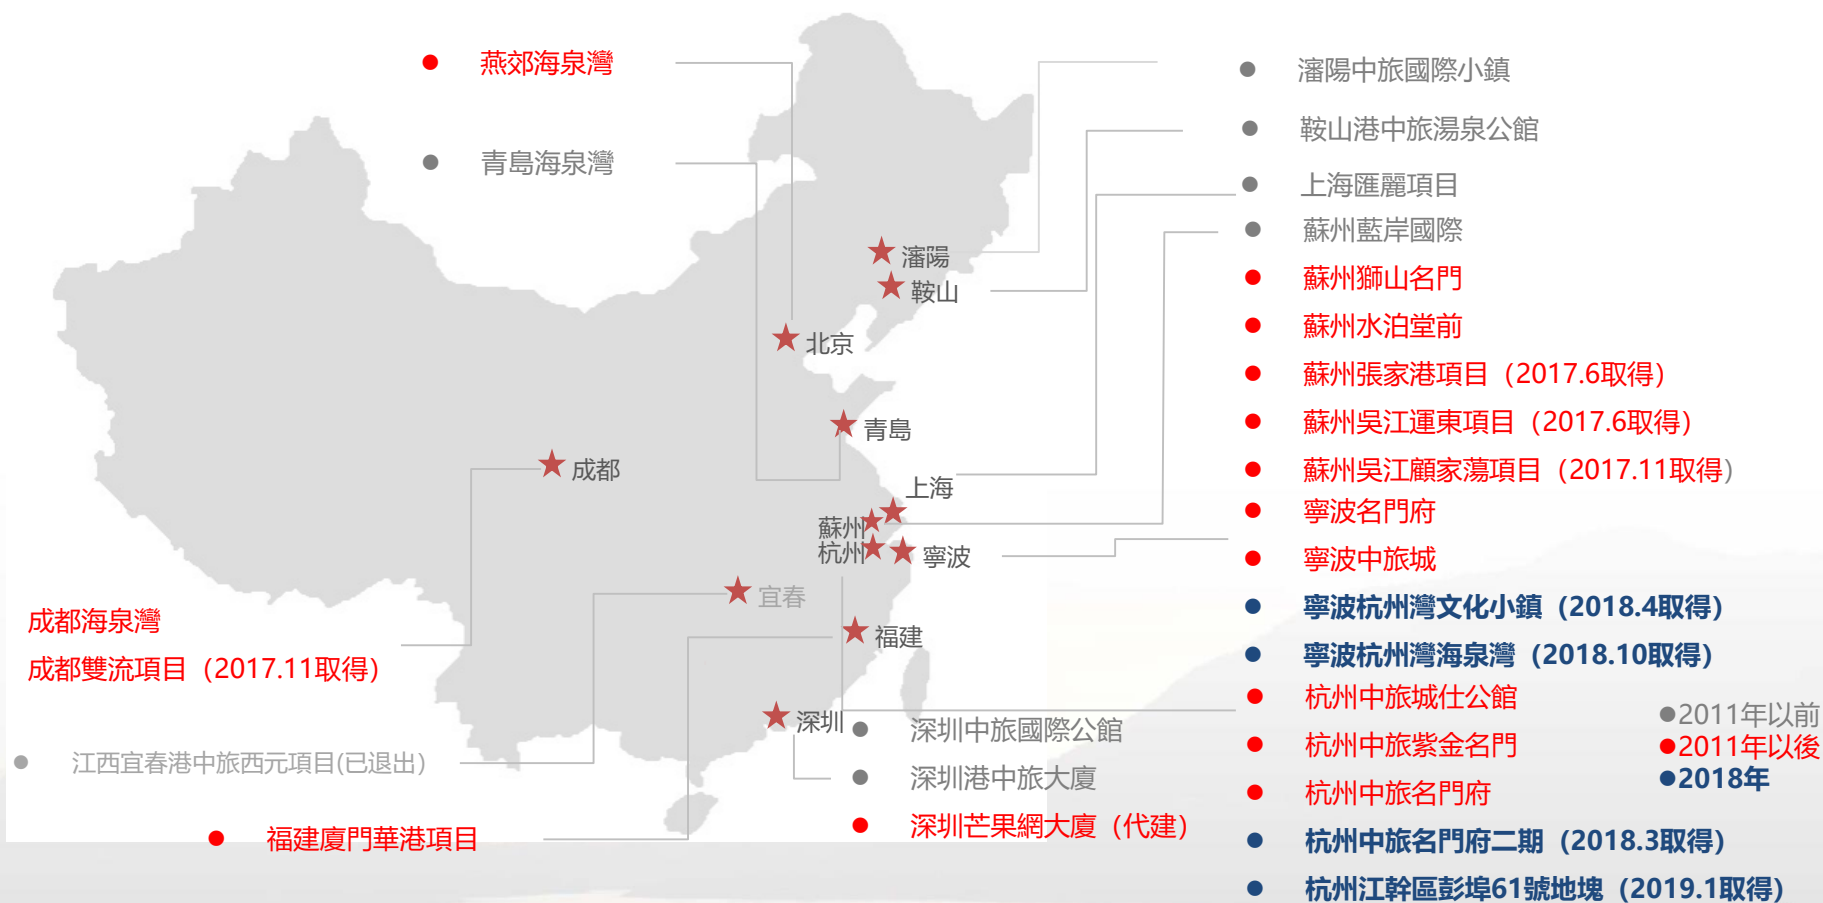 燕郊海泉灣
青島海泉灣
瀋陽中旅國際小鎮
鞍山港中旅湯泉公館
上海匯麗項目
蘇州藍岸國際
蘇州獅山名門
蘇州水泊堂前
蘇州張家港項目（2017.6取得）
蘇州吳江運東項目（2017.6取得）
蘇州吳江顧家蕩項目（2017.11取得）
寧波名門府
寧波中旅城
寧波杭州灣文化小鎮（2018.4取得）
寧波杭州灣海泉灣（2018.10取得）
杭州中旅城仕公館
杭州中旅紫金名門
杭州中旅名門府
杭州中旅名門府二期（2018.3取得）
杭州江幹區彭埠61號地塊（2019.1取得）
瀋陽
鞍山
北京
青島
成都
上海
蘇州
杭州
寧波
宜春
福建
深圳
成都海泉灣
成都雙流項目（2017.11取得）
江西宜春港中旅西元項目(已退出)
福建廈門華港項目
深圳中旅國際公館
深圳港中旅大廈
深圳芒果網大廈（代建）
2011年以前
2011年以後
2018年